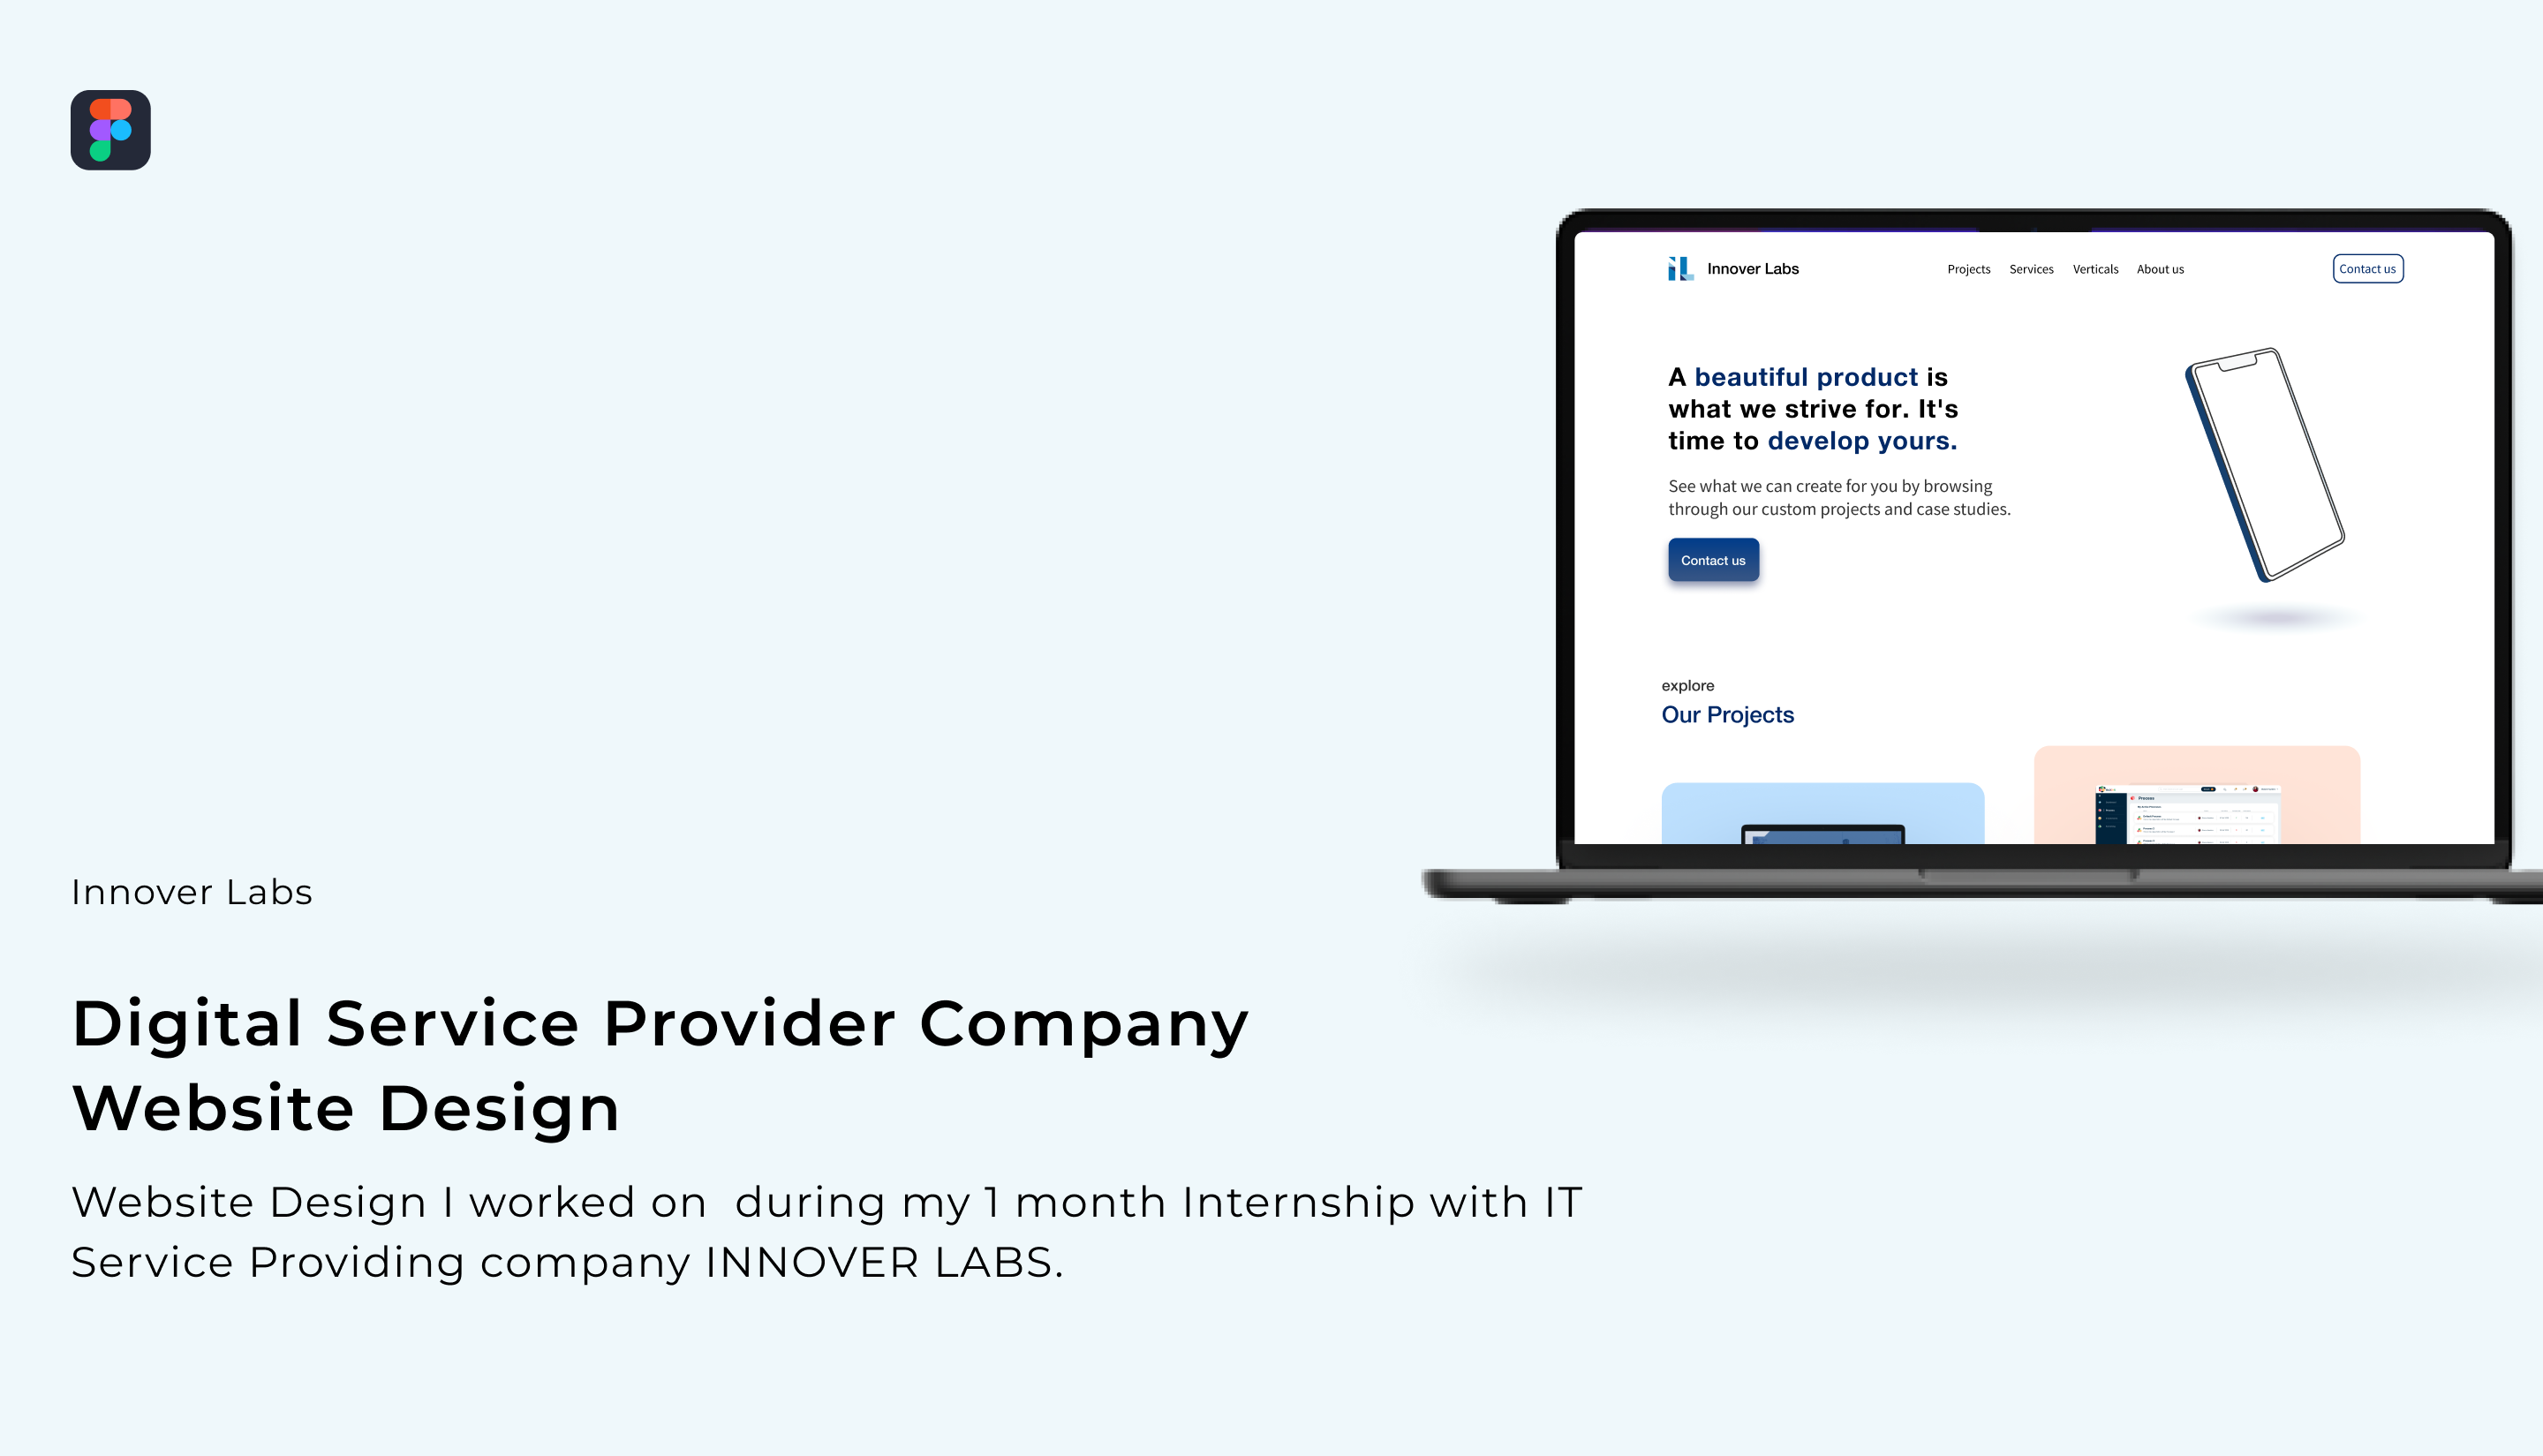 Innover Labs
Projects Services Verticals About us
Contact us
A beautiful product is
what we strive for. It's
time to develop yours.
See what we can create for you by browsing
through our custom projects and case studies.
Contact us
explore
Our Projects
Process
Innover Labs
Digital Service Provider Company
Website Design
Website Design I worked on  during my 1 month Internship with IT
Service Providing company INNOVER LABS.